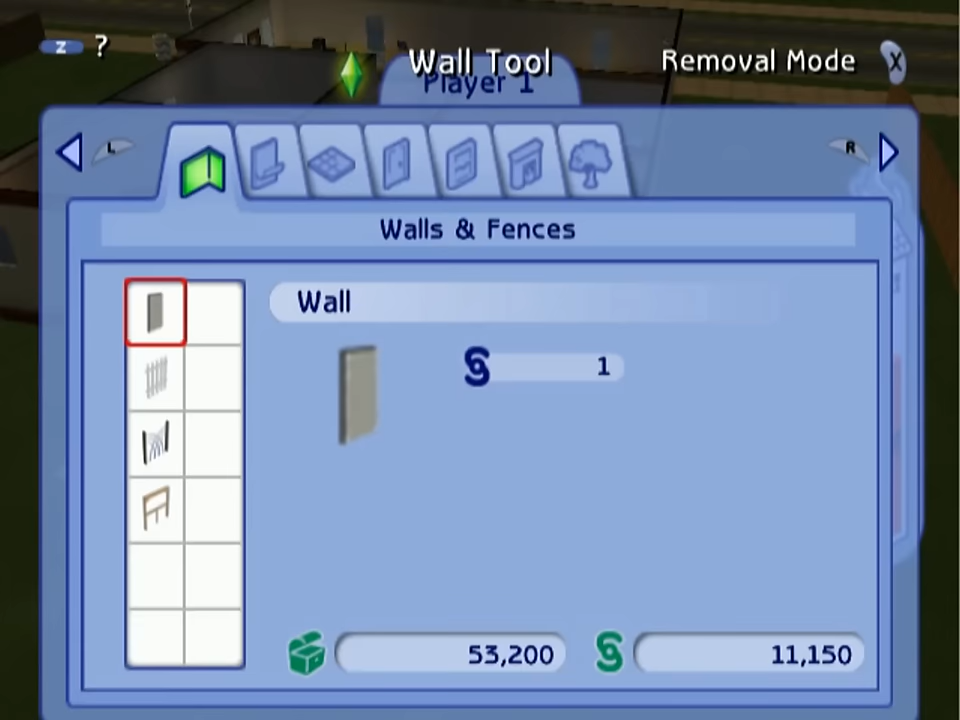 Z ?
Wall Tool
Removal Mode X
Player 1
L
R
Walls & Fences
Wall
1
53,200
11,150